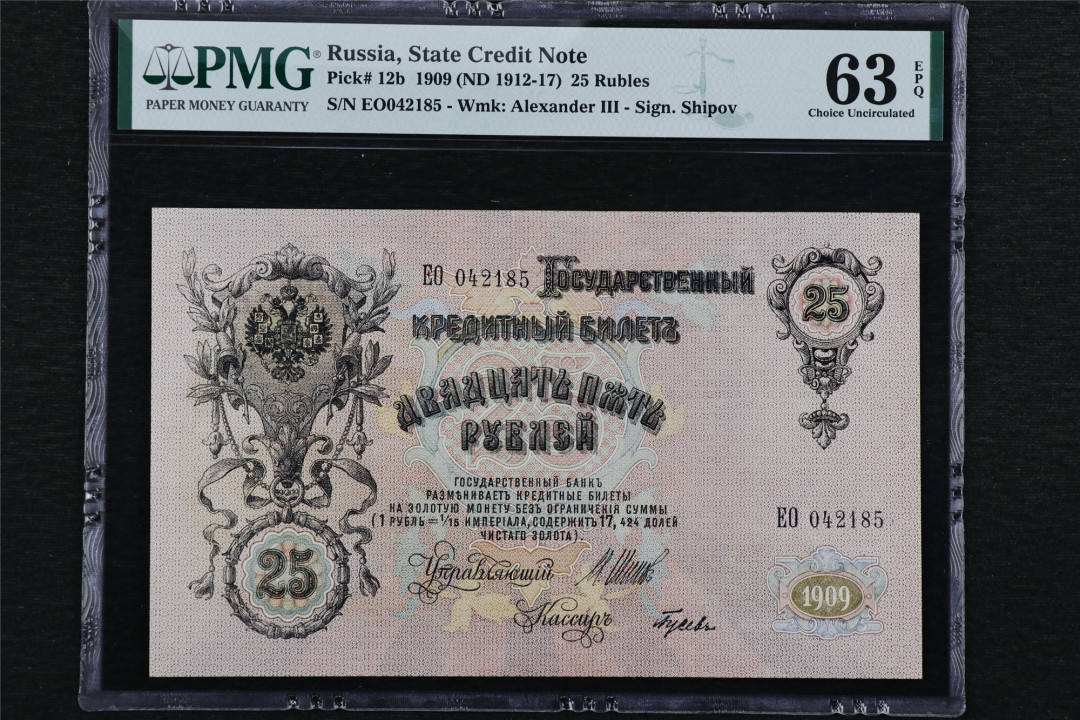 PMG®
PAPER MONEY GUARANTY
Russia, State Credit Note
Pick# 12b 1909 (ND 1912-17) 25 Rubles
S/N EO042185 - Wmk: Alexander III - Sign. Shipov
63
EPQ
Choice Uncirculated
ЕО 042185 Государственный
Кредитный Билетъ
25
Двадцать пять
Рублей
Государственный Банкъ
размѣниваетъ кредитные билеты
на золотую монету безъ ограниченія суммы
(1 рубль = 1/15 империала, содержитъ 17,424 долей
чистаго золота).
ЕО 042185
25
Управляющій
Кассиръ
1909